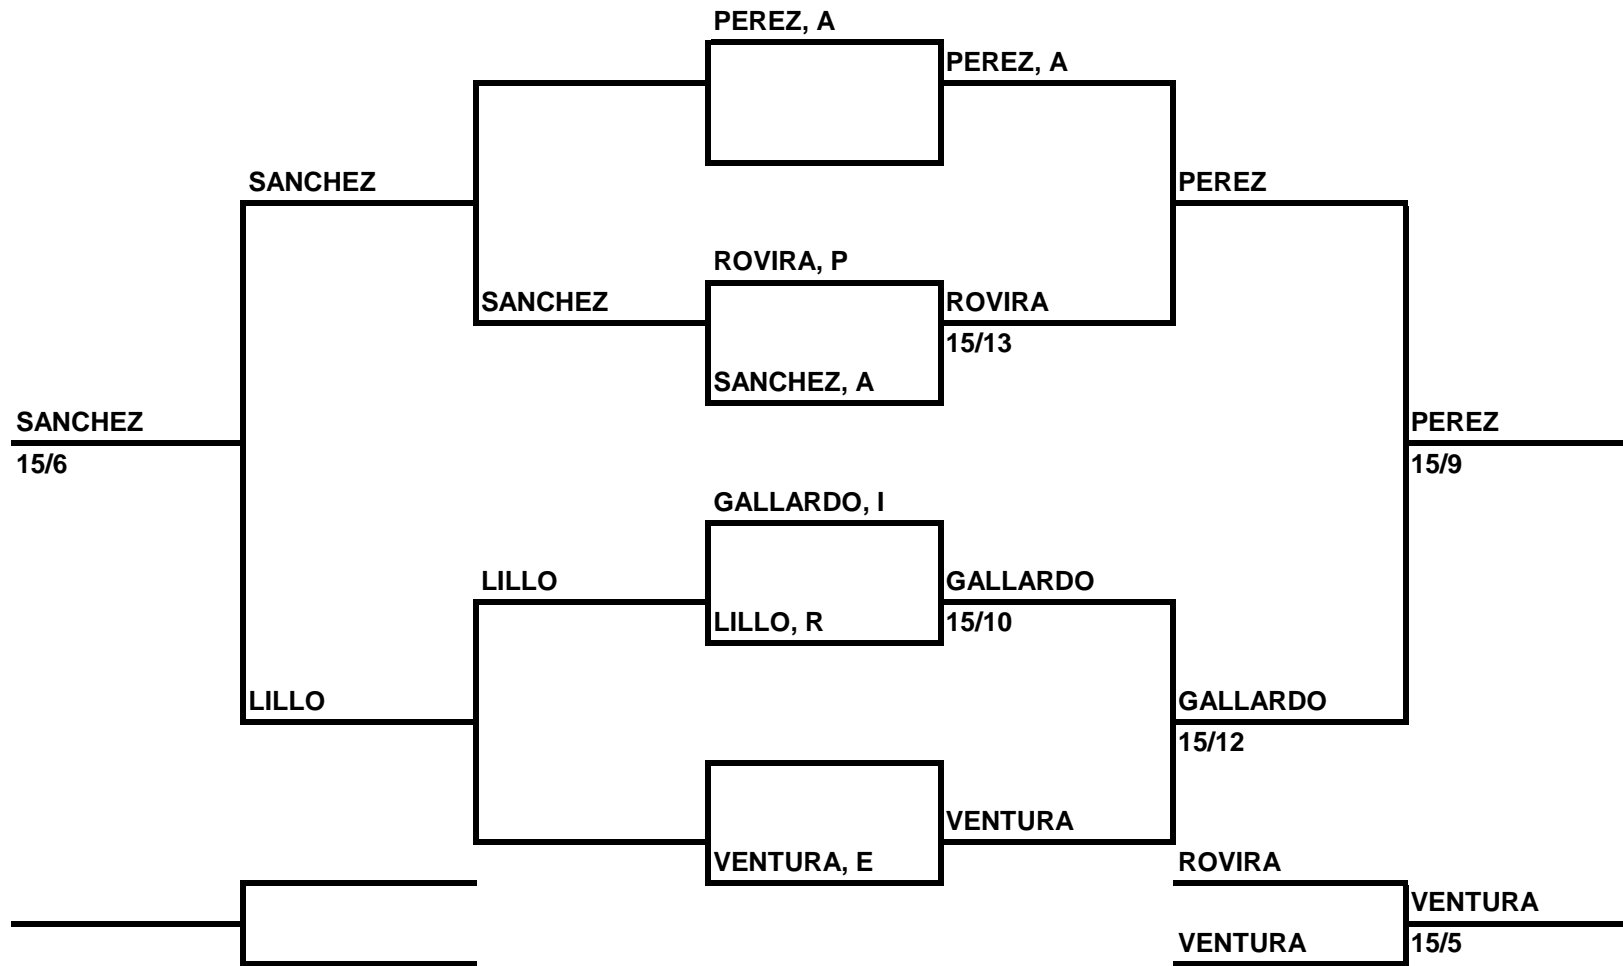 PEREZ, A
PEREZ, A
SANCHEZ
PEREZ
ROVIRA, P
SANCHEZ
ROVIRA
15/13
SANCHEZ, A
SANCHEZ
PEREZ
15/6
15/9
GALLARDO, I
LILLO
GALLARDO
LILLO, R
15/10
LILLO
GALLARDO
15/12
VENTURA
VENTURA, E
ROVIRA
VENTURA
VENTURA
15/5